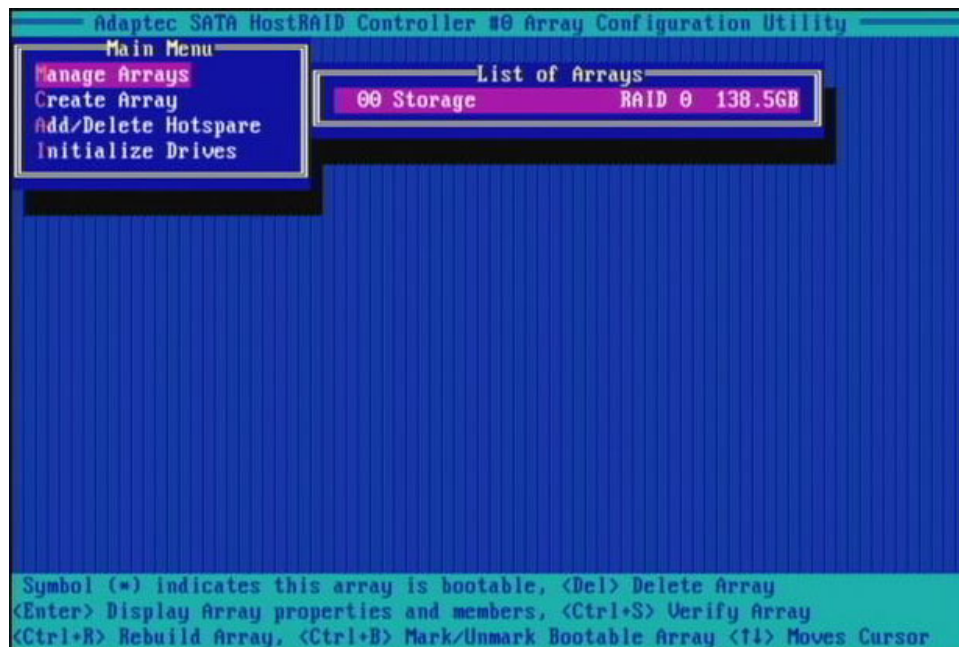 Adaptec SATA HostRAID Controller #0 Array Configuration Utility
Main Menu
Manage Arrays
Create Array
Add/Delete Hotspare
Initialize Drives
List of Arrays
00 Storage RAID 0 138.5GB
Symbol (*) indicates this array is bootable, <Del> Delete Array
<Enter> Display Array properties and members, <Ctrl+S> Verify Array
<Ctrl+R> Rebuild Array, <Ctrl+B> Mark/Unmark Bootable Array <↑↓> Moves Cursor